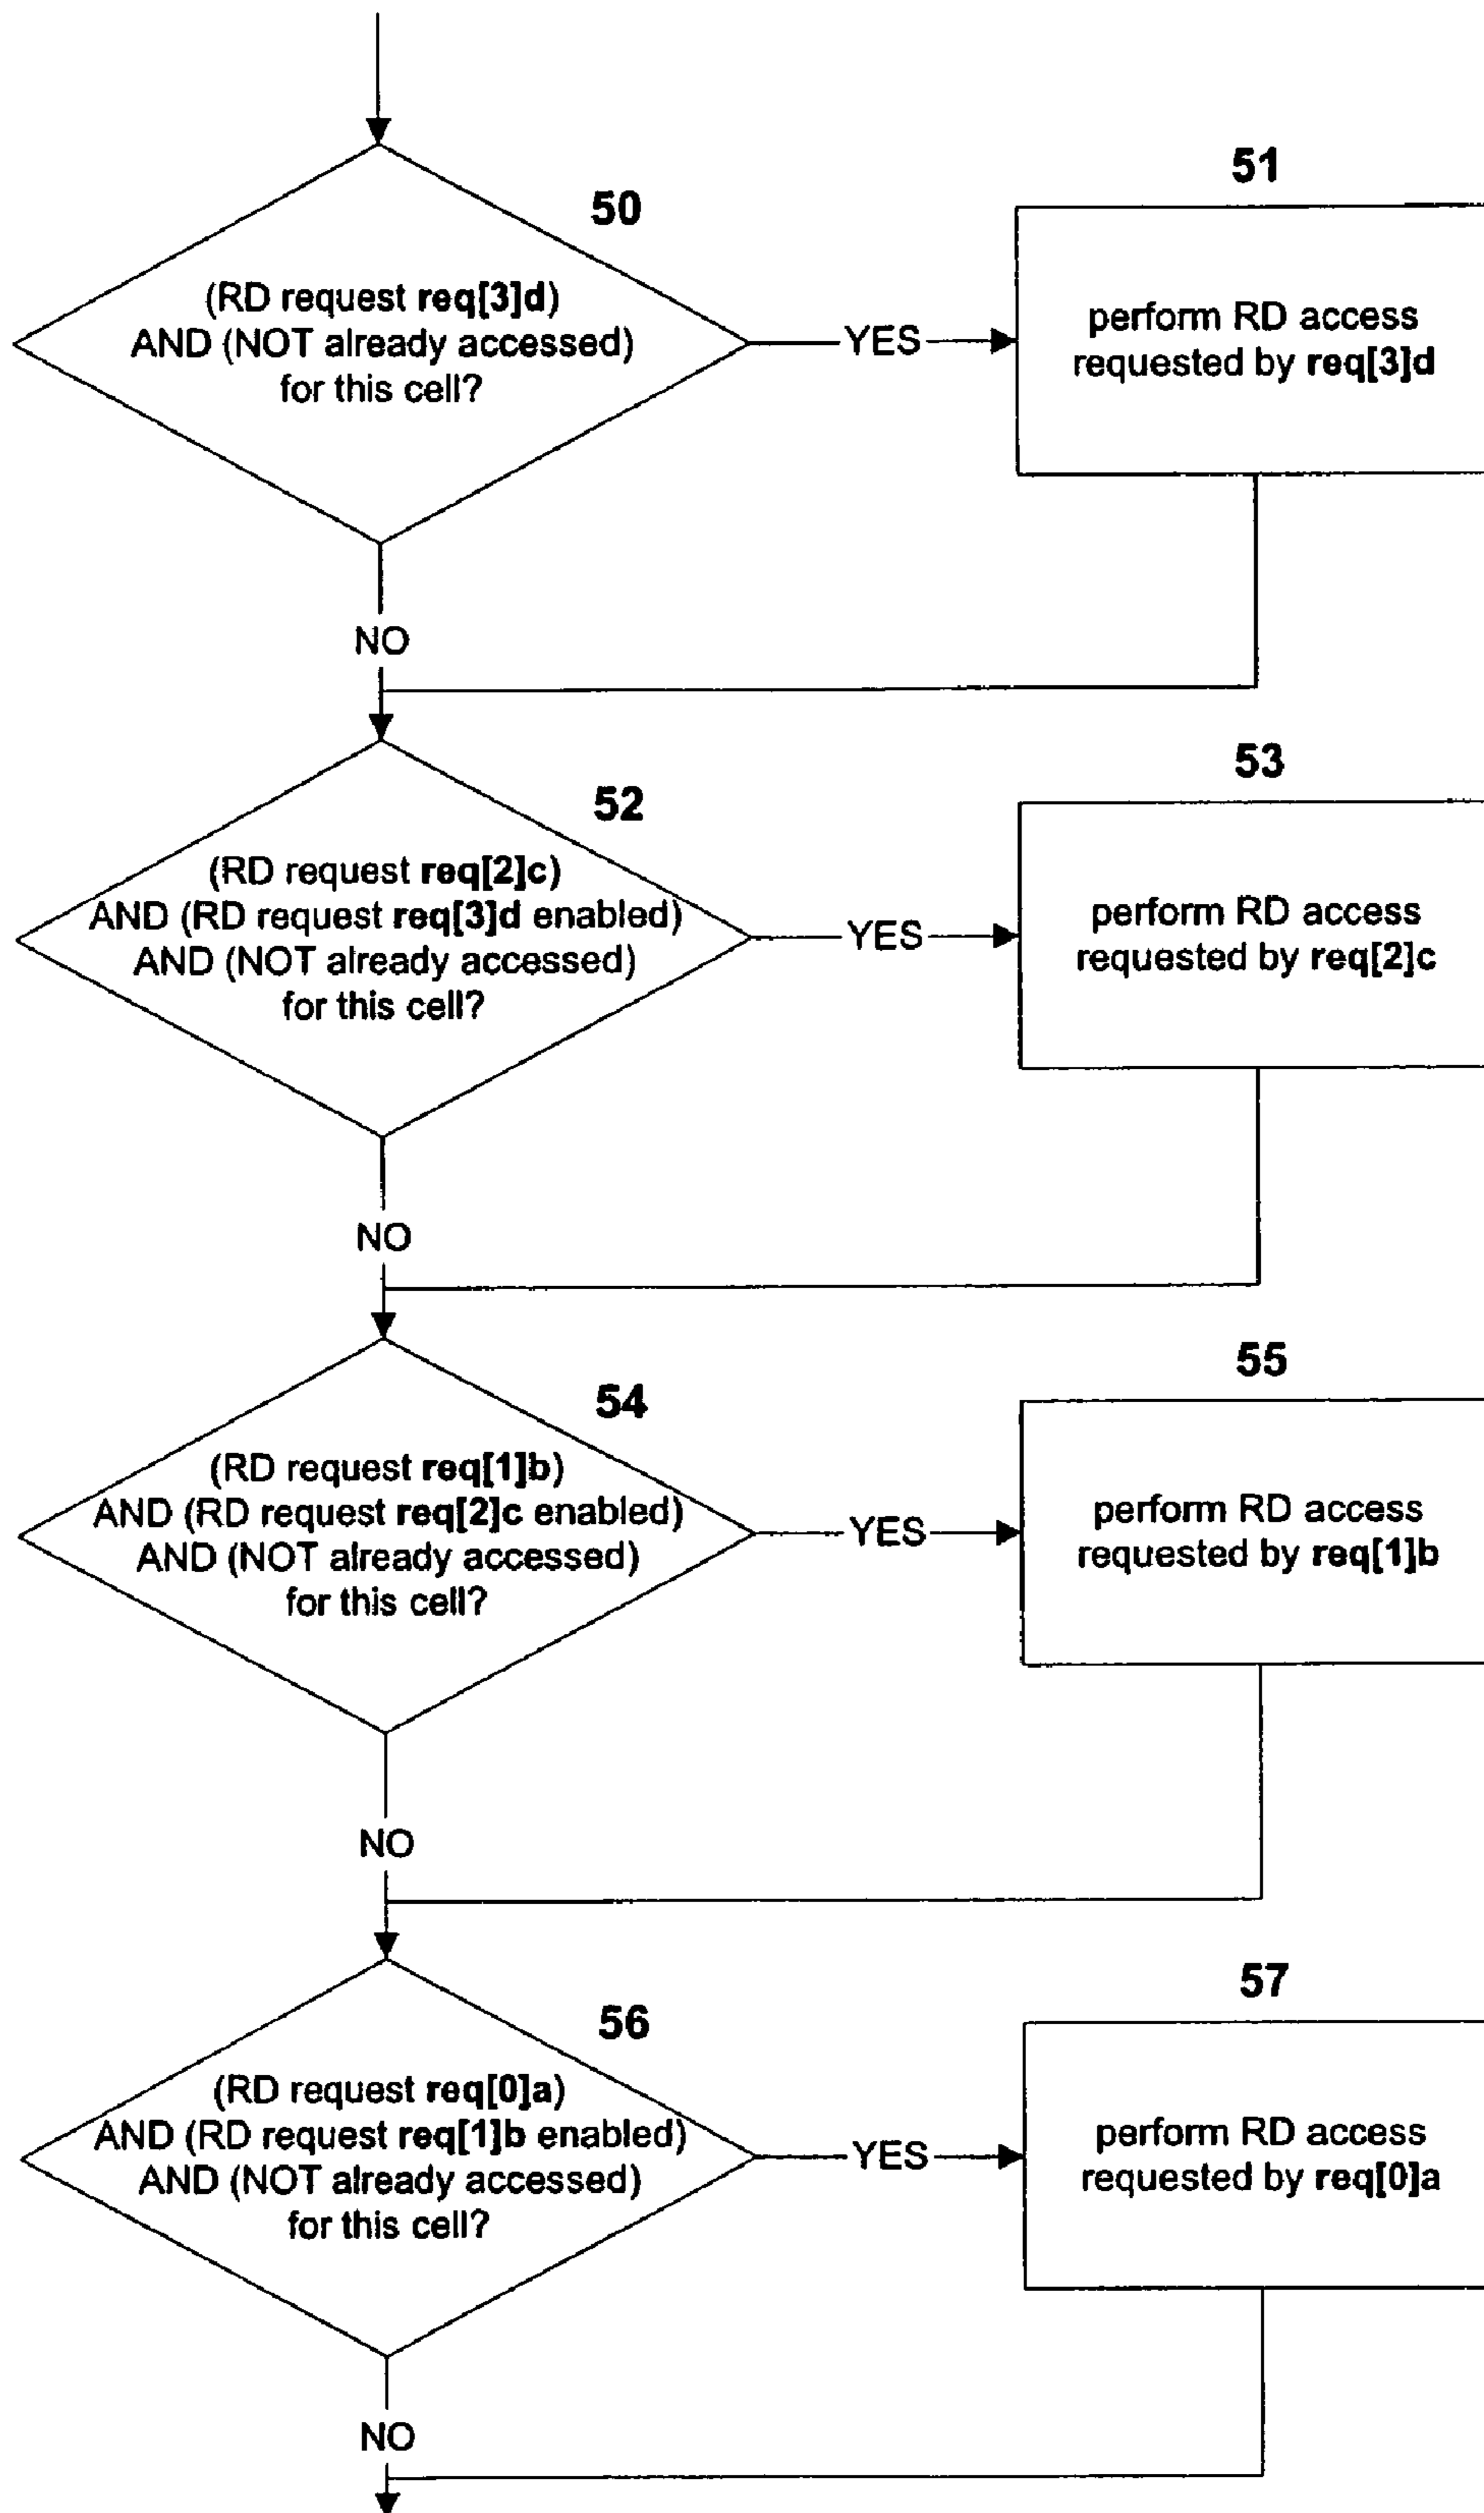 50
(RD request req[3]d)
AND (NOT already accessed)
for this cell?
YES
51
perform RD access
requested by req[3]d
NO
52
(RD request req[2]c)
AND (RD request req[3]d enabled)
AND (NOT already accessed)
for this cell?
YES
53
perform RD access
requested by req[2]c
NO
54
(RD request req[1]b)
AND (RD request req[2]c enabled)
AND (NOT already accessed)
for this cell?
YES
55
perform RD access
requested by req[1]b
NO
56
(RD request req[0]a)
AND (RD request req[1]b enabled)
AND (NOT already accessed)
for this cell?
YES
57
perform RD access
requested by req[0]a
NO